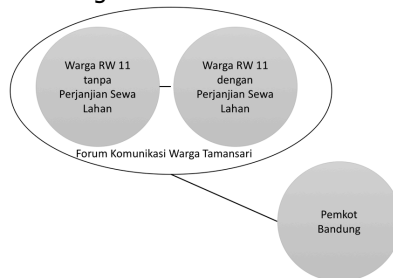 Warga RW 11
tanpa
Perjanjian Sewa
Lahan
Warga RW 11
dengan
Perjanjian Sewa
Lahan
Forum Komunikasi Warga Tamansari
Pemkot
Bandung